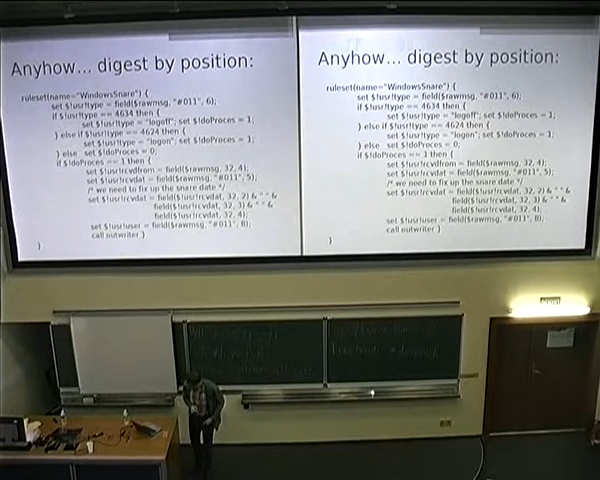 Anyhow... digest by position:
ruleset(name="WindowsSnare") {
set $!usr!type = field($rawmsg, "#011", 6);
if $!usr!type == 4634 then {
set $!usr!type = "logoff"; set $!doProces = 1;
} else if $!usr!type == 4624 then {
set $!usr!type = "logon"; set $!doProces = 1;
} else set $!doProces = 0;
if $!doProces == 1 then {
set $!usr!rcvdfrom = field($rawmsg, 32, 4);
set $!usr!rcvdat = field($rawmsg, "#011", 5);
/* we need to fix up the snare date */
set $!usr!rcvdat = field($!usr!rcvdat, 32, 2) & " " &
field($!usr!rcvdat, 32, 3) & " " &
field($!usr!rcvdat, 32, 4);
set $!usr!user = field($rawmsg, "#011", 8);
call outwriter }
}
Anyhow... digest by position:
ruleset(name="WindowsSnare") {
set $!usr!type = field($rawmsg, "#011", 6);
if $!usr!type == 4634 then {
set $!usr!type = "logoff"; set $!doProces = 1;
} else if $!usr!type == 4624 then {
set $!usr!type = "logon"; set $!doProces = 1;
} else set $!doProces = 0;
if $!doProces == 1 then {
set $!usr!rcvdfrom = field($rawmsg, 32, 4);
set $!usr!rcvdat = field($rawmsg, "#011", 5);
/* we need to fix up the snare date */
set $!usr!rcvdat = field($!usr!rcvdat, 32, 2) & " " &
field($!usr!rcvdat, 32, 3) & " " &
field($!usr!rcvdat, 32, 4);
set $!usr!user = field($rawmsg, "#011", 8);
call outwriter }
}